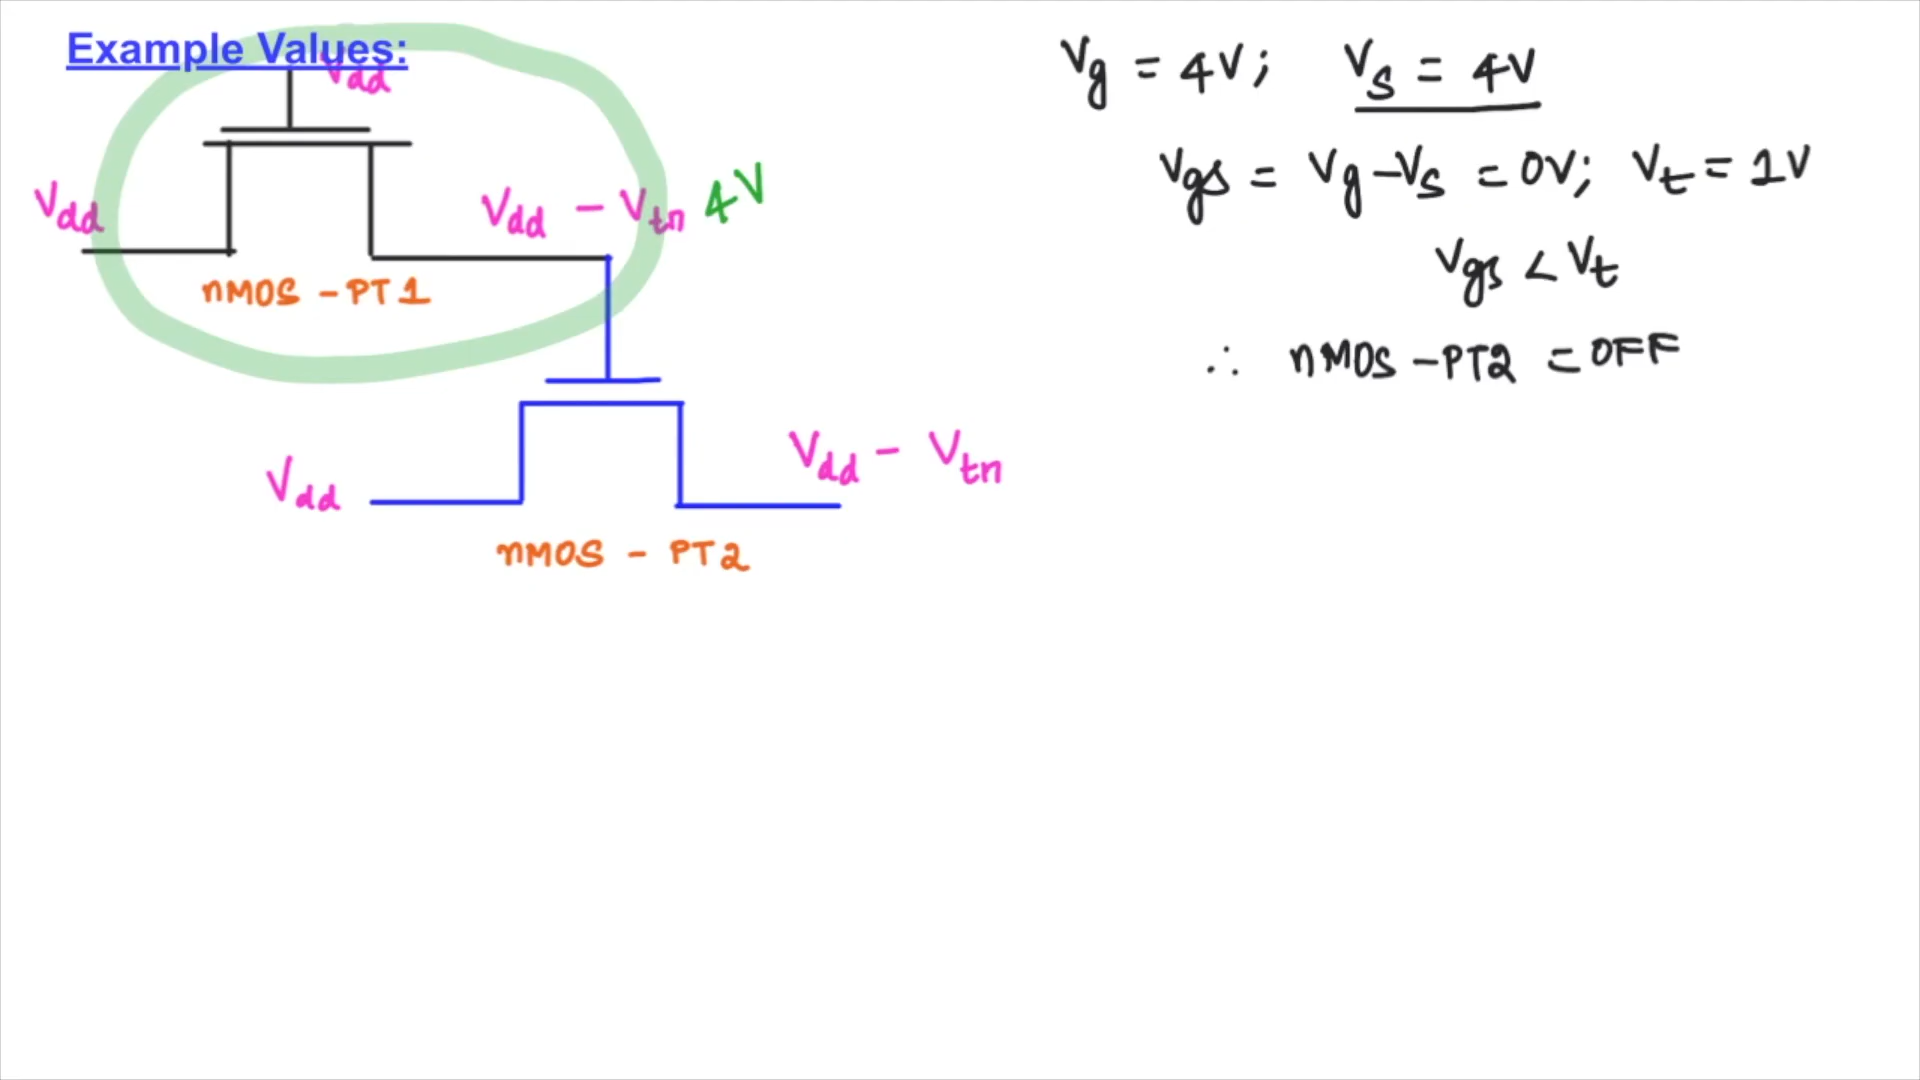 Example Values:
Vdd
Vdd
Vdd - Vtn 4V
nMOS - PT1
Vdd
Vdd - Vtn
nMOS - PT2
Vg = 4V; Vs = 4V
Vgs = Vg-Vs = 0V; Vt = 1V
Vgs < Vt
∴ nMOS - PT2 = OFF